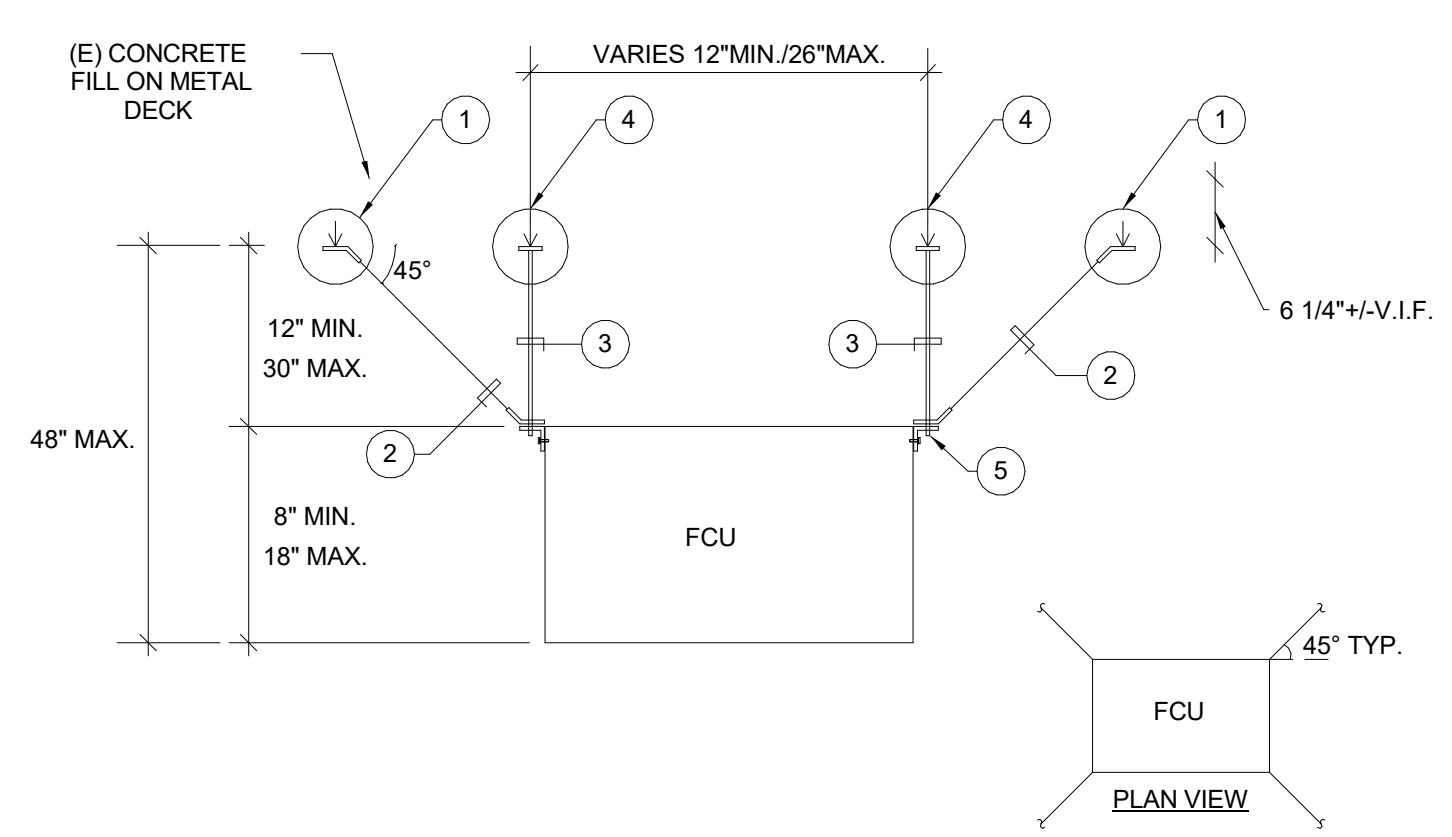 (E) CONCRETE
FILL ON METAL
DECK
VARIES 12"MIN./26"MAX.
1
4
4
1
45°
6 1/4"+/-V.I.F.
12" MIN.
30" MAX.
3
3
2
48" MAX.
2
5
8" MIN.
18" MAX.
FCU
45° TYP.
FCU
PLAN VIEW